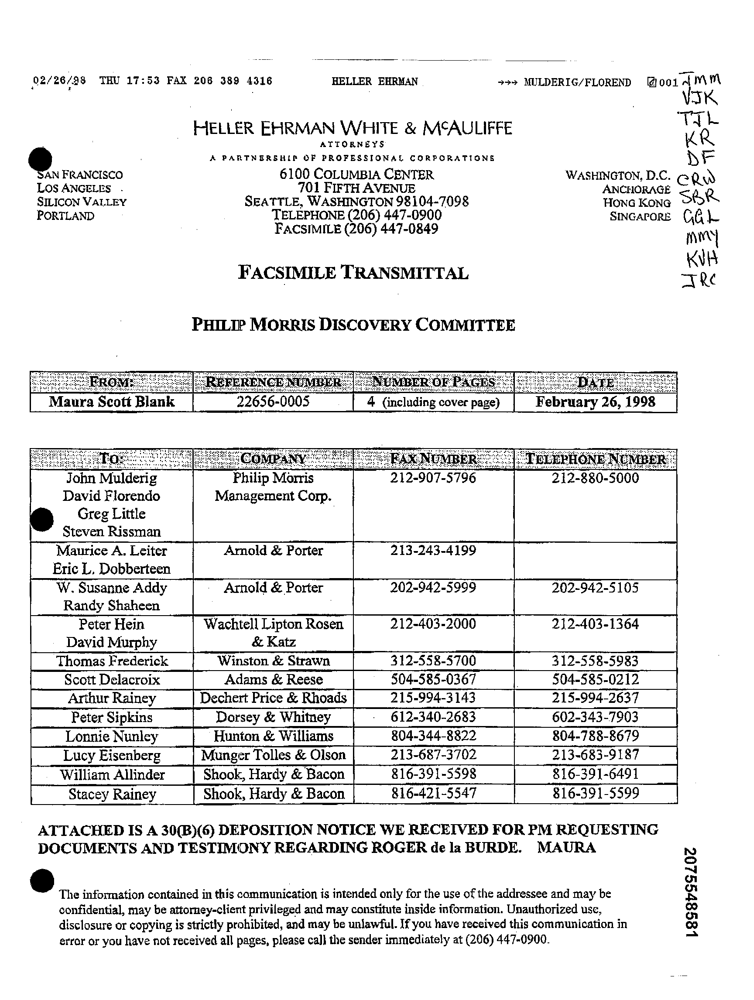 02/26/98 THU 17:53 FAX 206 389 4316 HELLER EHRMAN →→→ MULDERIG/FLOREND 001
JMM
VJK
TJL
KR
DF
CRW
SBR
GGL
MMY
KVH
JRC
HELLER EHRMAN WHITE & MCAULIFFE
ATTORNEYS
A PARTNERSHIP OF PROFESSIONAL CORPORATIONS
6100 COLUMBIA CENTER
701 FIFTH AVENUE
SEATTLE, WASHINGTON 98104-7098
TELEPHONE (206) 447-0900
FACSIMILE (206) 447-0849
SAN FRANCISCO
LOS ANGELES
SILICON VALLEY
PORTLAND
WASHINGTON, D.C.
ANCHORAGE
HONG KONG
SINGAPORE
FACSIMILE TRANSMITTAL
PHILIP MORRIS DISCOVERY COMMITTEE
FROM: REFERENCE NUMBER NUMBER OF PAGES DATE
Maura Scott Blank 22656-0005 4 (including cover page) February 26, 1998
TO: COMPANY FAX NUMBER TELEPHONE NUMBER
John Mulderig Philip Morris 212-907-5796 212-880-5000
David Florendo Management Corp.
Greg Little
Steven Rissman
Maurice A. Leiter Arnold & Porter 213-243-4199
Eric L. Dobberteen
W. Susanne Addy Arnold & Porter 202-942-5999 202-942-5105
Randy Shaheen
Peter Hein Wachtell Lipton Rosen 212-403-2000 212-403-1364
David Murphy & Katz
Thomas Frederick Winston & Strawn 312-558-5700 312-558-5983
Scott Delacroix Adams & Reese 504-585-0367 504-585-0212
Arthur Rainey Dechert Price & Rhoads 215-994-3143 215-994-2637
Peter Sipkins Dorsey & Whitney 612-340-2683 602-343-7903
Lonnie Nunley Hunton & Williams 804-344-8822 804-788-8679
Lucy Eisenberg Munger Tolles & Olson 213-687-3702 213-683-9187
William Allinder Shook, Hardy & Bacon 816-391-5598 816-391-6491
Stacey Rainey Shook, Hardy & Bacon 816-421-5547 816-391-5599
ATTACHED IS A 30(B)(6) DEPOSITION NOTICE WE RECEIVED FOR PM REQUESTING
DOCUMENTS AND TESTIMONY REGARDING ROGER de la BURDE. MAURA
The information contained in this communication is intended only for the use of the addressee and may be
confidential, may be attorney-client privileged and may constitute inside information. Unauthorized use,
disclosure or copying is strictly prohibited, and may be unlawful. If you have received this communication in
error or you have not received all pages, please call the sender immediately at (206) 447-0900.
2075548581